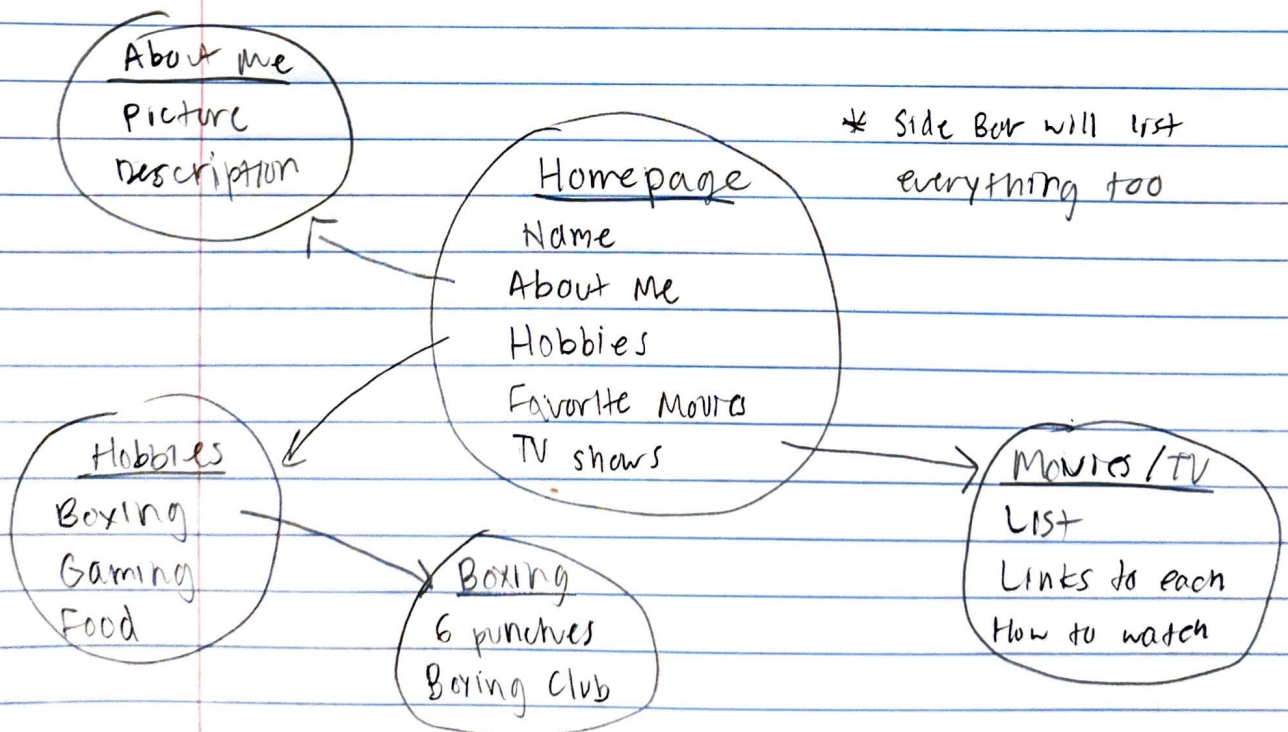 About Me
Picture
Description
* Side Bar will list
everything too
Homepage
Name
About Me
Hobbies
Favorite Movies
TV shows
Hobbies
Boxing
Gaming
Food
Boxing
6 punches
Boxing Club
Movies/TV
List
Links to each
How to watch